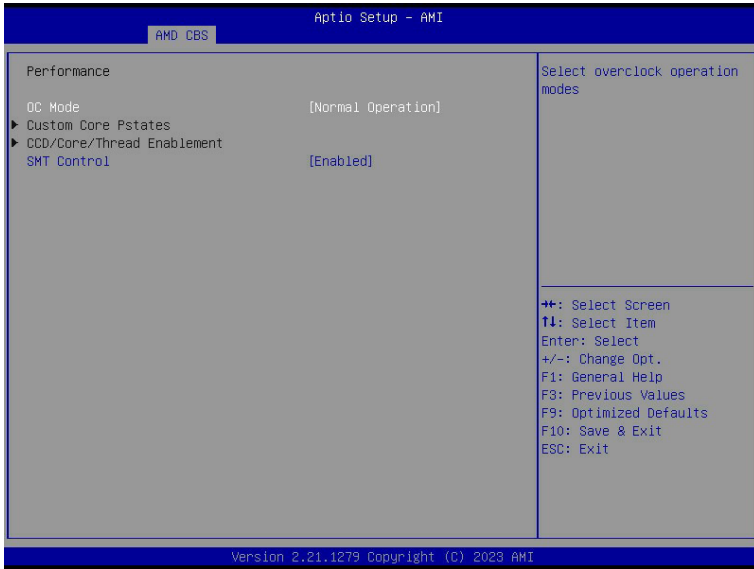 Aptio Setup – AMI
AMD CBS
Performance
OC Mode [Normal Operation]
Custom Core Pstates
CCD/Core/Thread Enablement
SMT Control [Enabled]
Select overclock operation
modes
→←: Select Screen
↑↓: Select Item
Enter: Select
+/-: Change Opt.
F1: General Help
F3: Previous Values
F9: Optimized Defaults
F10: Save & Exit
ESC: Exit
Version 2.21.1279 Copyright (C) 2023 AMI